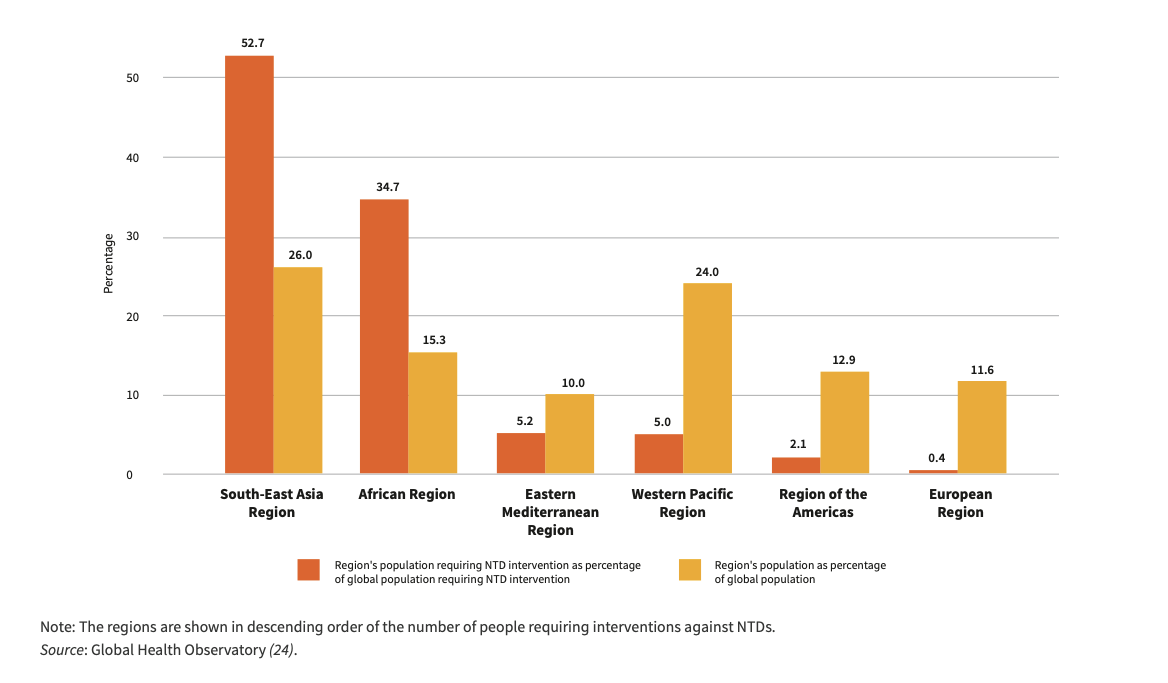 52.7
50
40
34.7
30
26.0
24.0
20
15.3
12.9
11.6
10.0
10
5.2
5.0
2.1
0.4
0
Percentage
South-East Asia
Region
African Region
Eastern
Mediterranean
Region
Western Pacific
Region
Region of the
Americas
European
Region
Region's population requiring NTD intervention as percentage
of global population requiring NTD intervention
Region's population as percentage
of global population
Note: The regions are shown in descending order of the number of people requiring interventions against NTDs.
Source: Global Health Observatory (24).